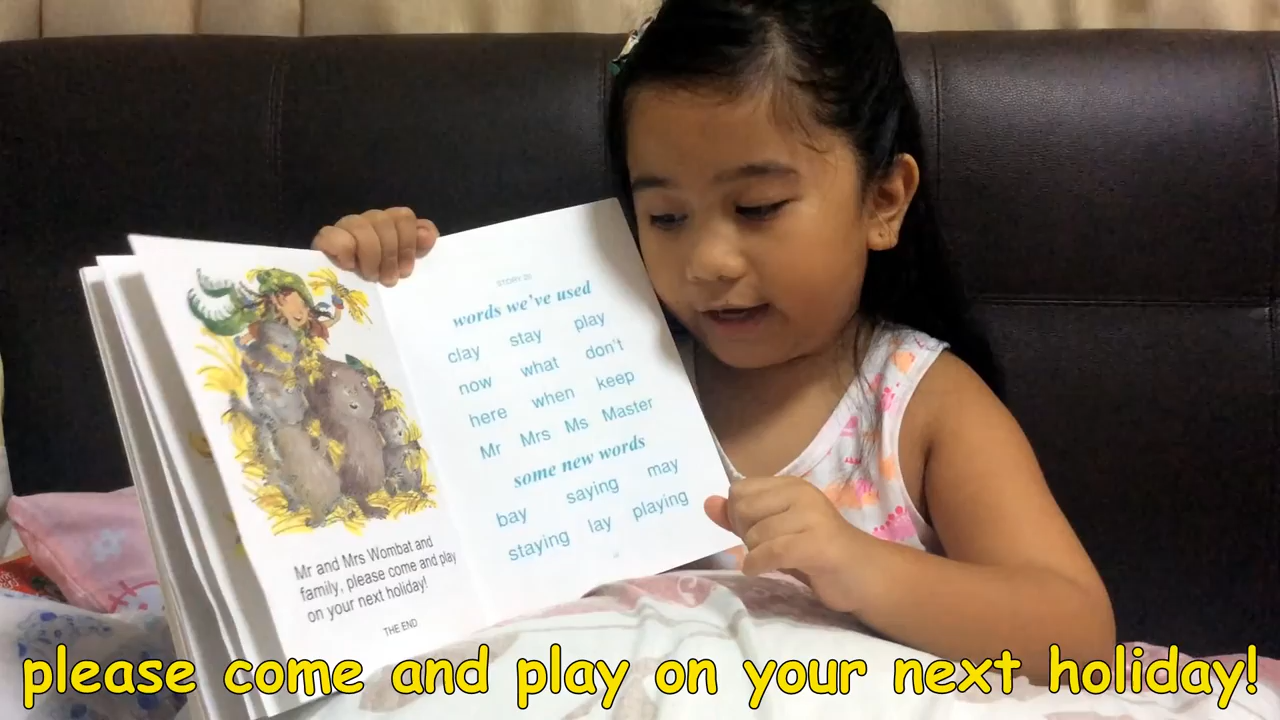 Mr and Mrs Wombat and
family, please come and play
on your next holiday!
THE END
STORY 20
words we've used
clay stay play
now what don't
here when keep
Mr Mrs Ms Master
some new words
bay saying may
staying lay playing
please come and play on your next holiday!